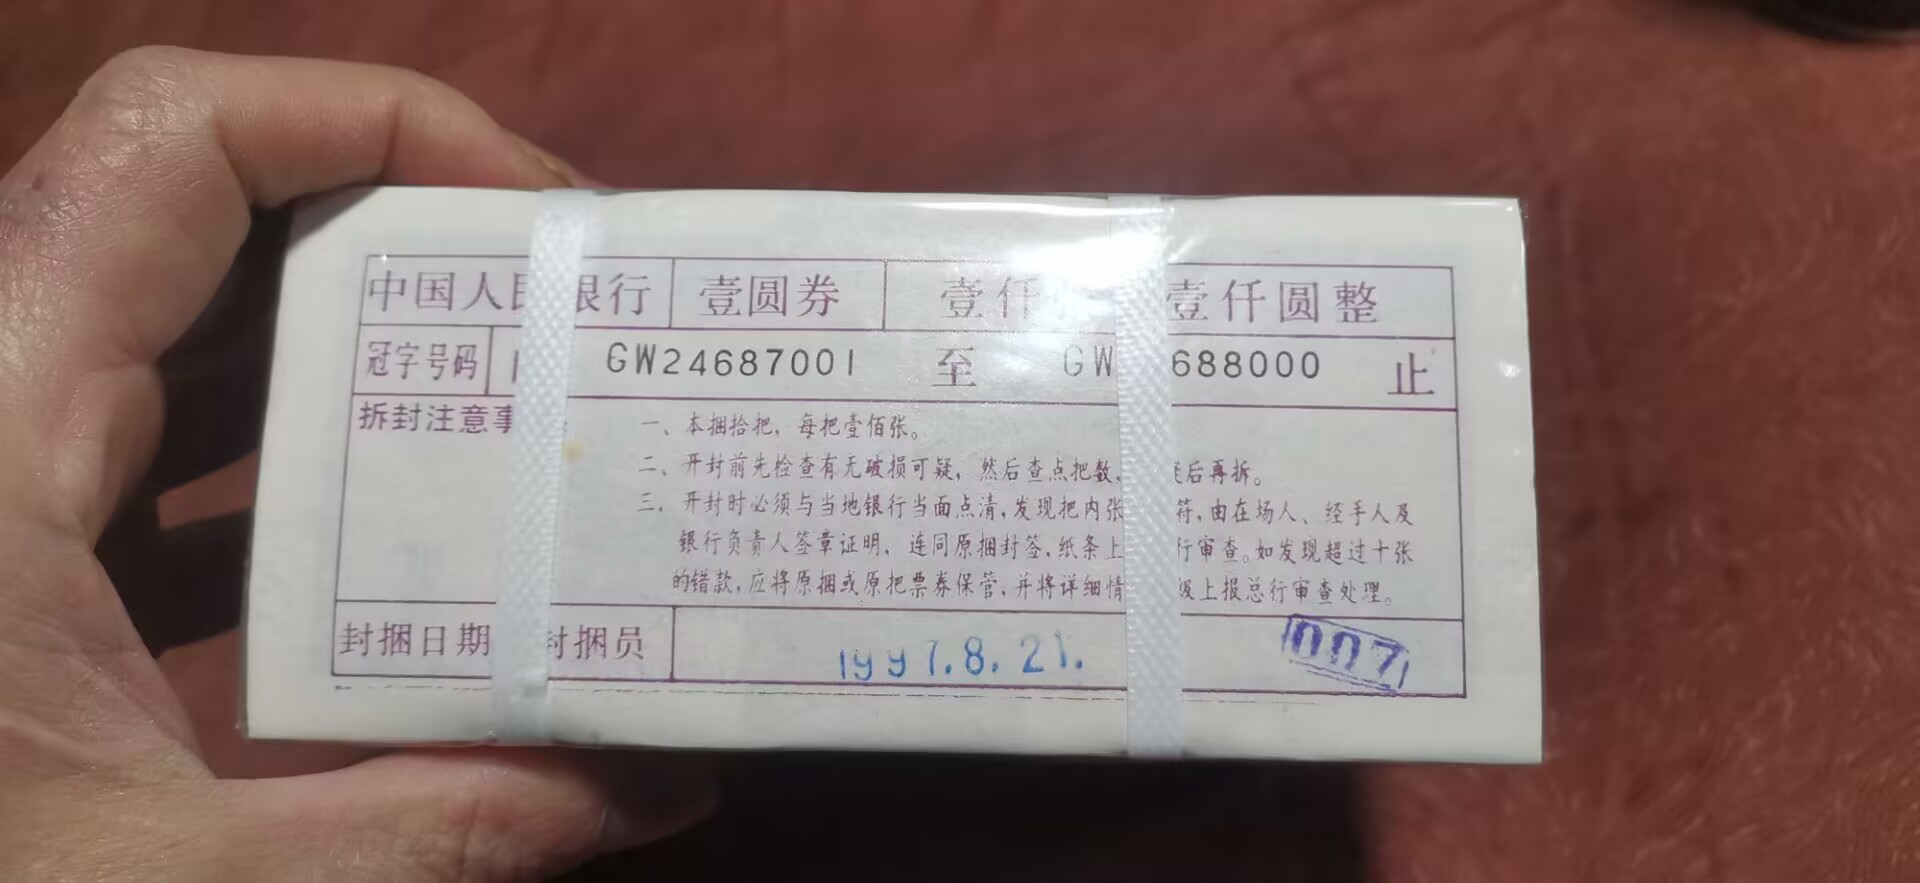 中国人民银行 壹圆券 壹仟 壹仟圆整
冠字号码 GW24687001 至 GW 688000 止
拆封注意事
一、本捆拾把，每把壹佰张。
二、开封前先检查有无破损可疑，然后查点把数， 后再拆。
三、开封时必须与当地银行当面点清，发现把内张 符，由在场人、经手人及
银行负责人签章证明，连同原捆封签，纸条上 行审查。如发现超过十张
的错款，应将原捆或原把票券保管，并将详细情 级上报总行审查处理。
封捆日期 封捆员 1997.8.21. 007